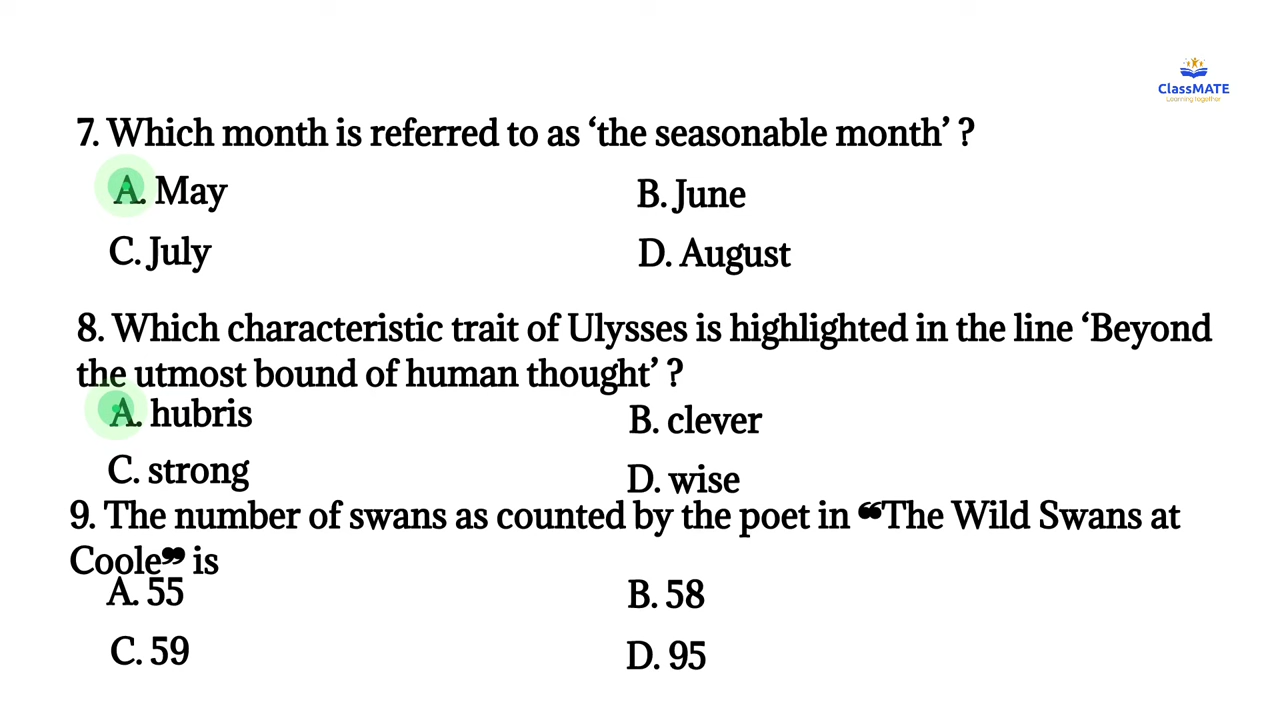 ClassMATE
Learning together
7. Which month is referred to as ‘the seasonable month’ ?
A. May
B. June
C. July
D. August
8. Which characteristic trait of Ulysses is highlighted in the line ‘Beyond
the utmost bound of human thought’ ?
A. hubris
B. clever
C. strong
D. wise
9. The number of swans as counted by the poet in “The Wild Swans at
Coole” is
A. 55
B. 58
C. 59
D. 95